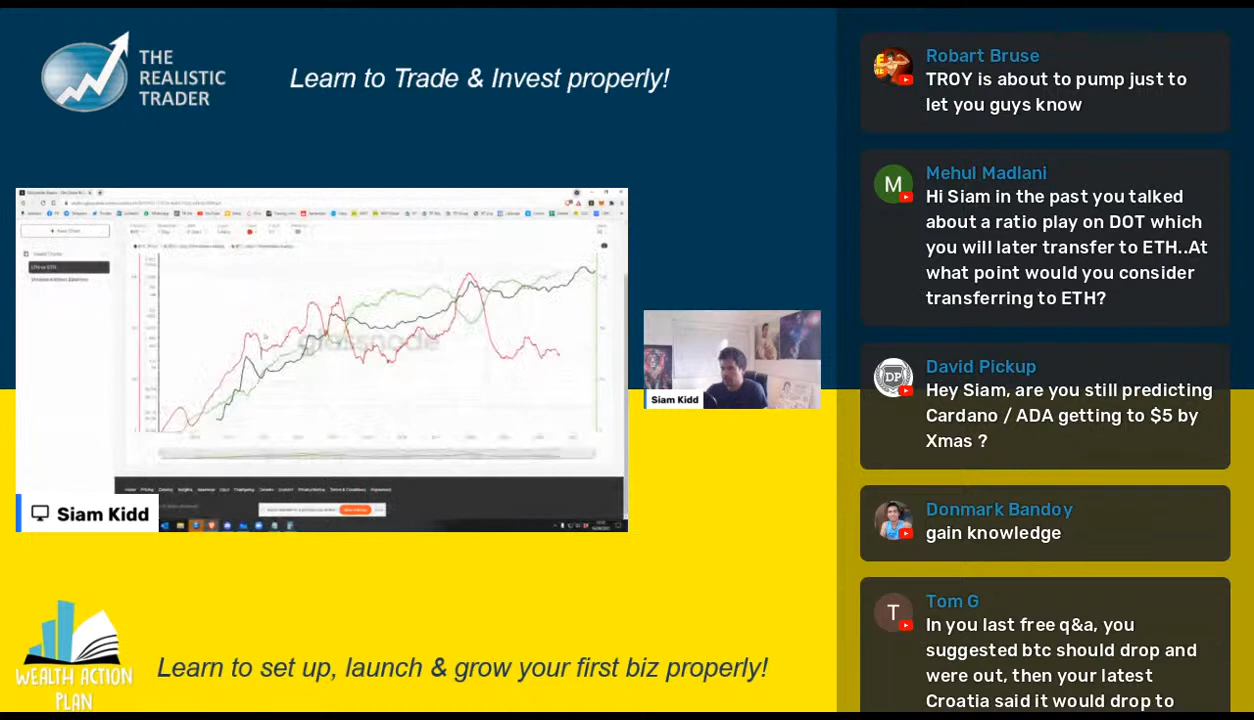 THE
REALISTIC
TRADER
Learn to Trade & Invest properly!
glassnode
Siam Kidd
Siam Kidd
WEALTH ACTION
PLAN
Learn to set up, launch & grow your first biz properly!
Robart Bruse
TROY is about to pump just to
let you guys know
M
Mehul Madlani
Hi Siam in the past you talked
about a ratio play on DOT which
you will later transfer to ETH..At
what point would you consider
transferring to ETH?
DP
David Pickup
Hey Siam, are you still predicting
Cardano / ADA getting to $5 by
Xmas ?
Donmark Bandoy
gain knowledge
T
Tom G
In you last free q&a, you
suggested btc should drop and
were out, then your latest
Croatia said it would drop to